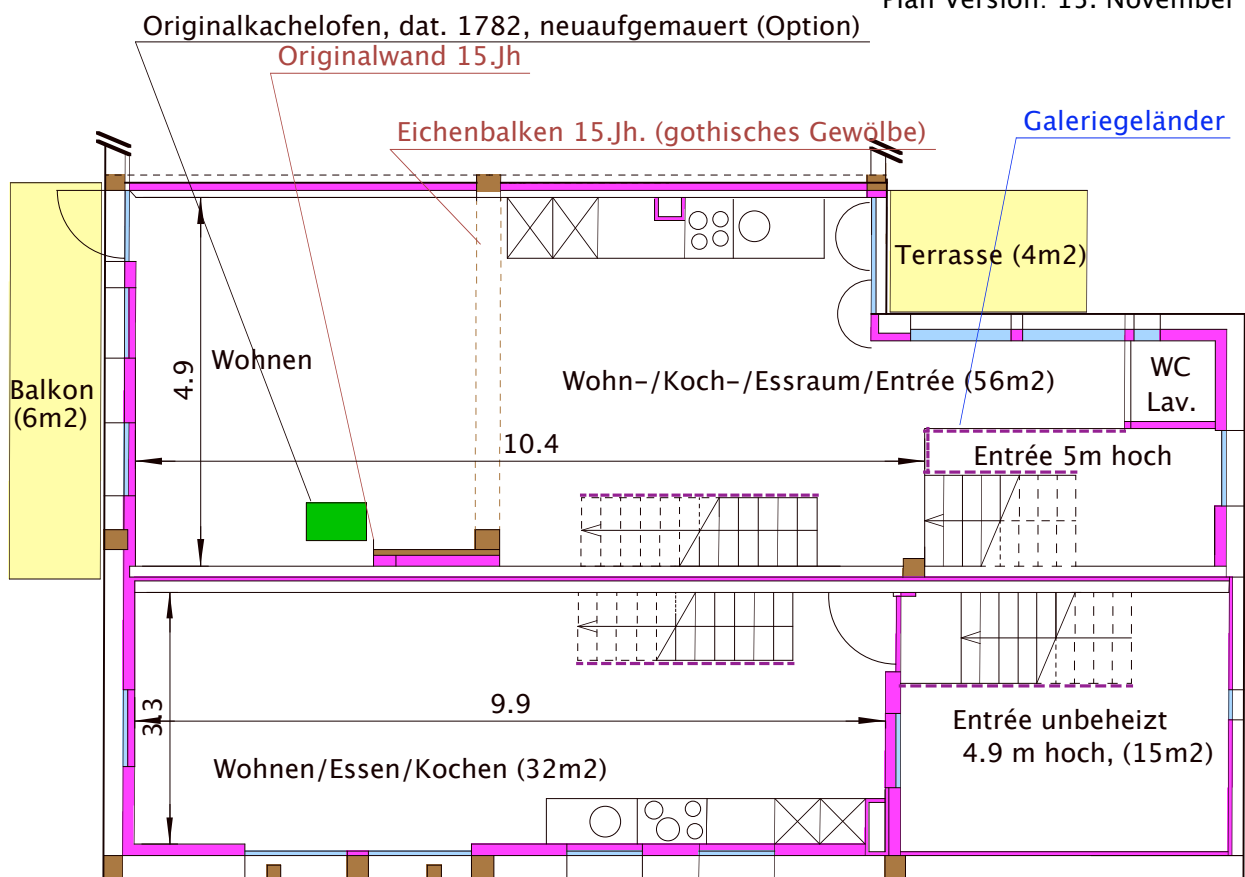 Plan Version: 15. November
Originalkachelofen, dat. 1782, neuaufgemauert (Option)
Originalwand 15.Jh
Eichenbalken 15.Jh. (gothisches Gewölbe)
Galeriegeländer
Terrasse (4m2)
4.9
Wohnen
Wohn-/Koch-/Essraum/Entrée (56m2)
WC
Lav.
Balkon
(6m2)
10.4
Entrée 5m hoch
3.3
9.9
Entrée unbeheizt
4.9 m hoch, (15m2)
Wohnen/Essen/Kochen (32m2)